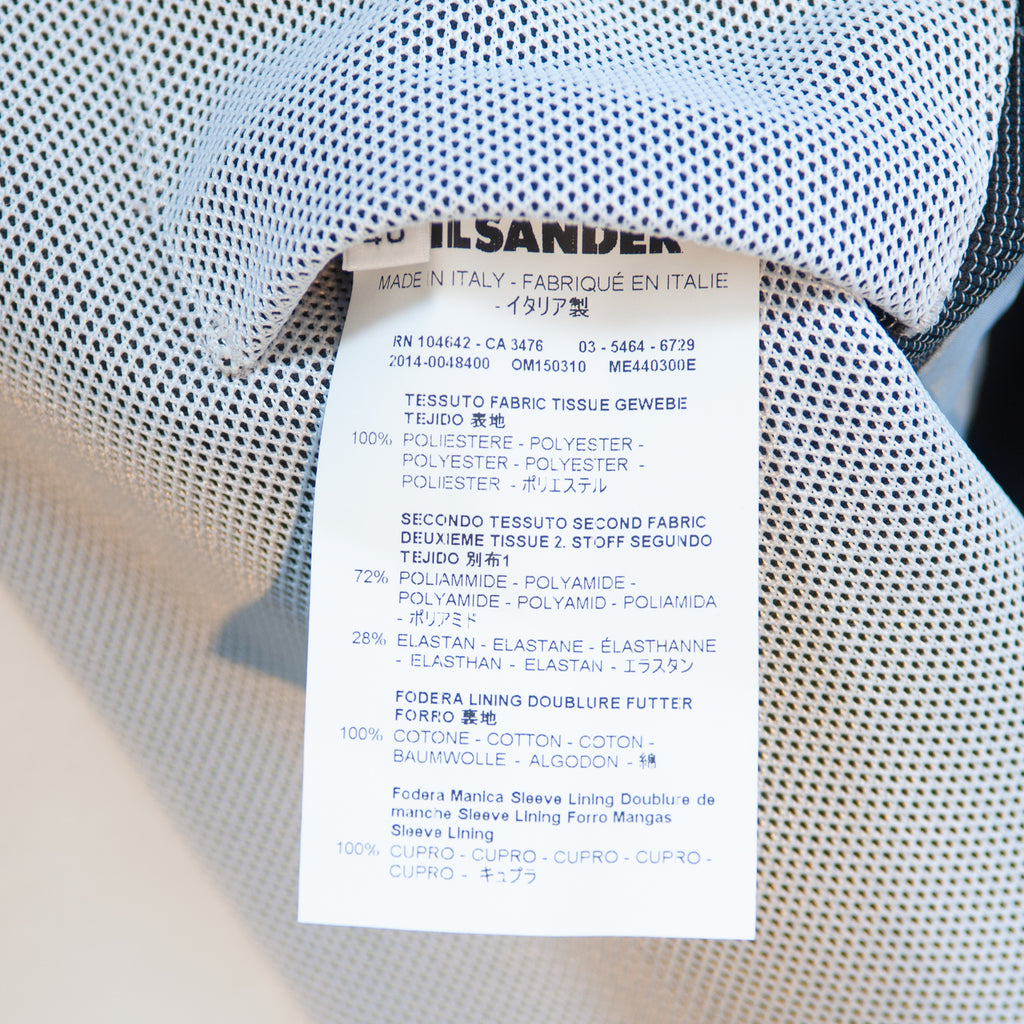 46 JIL SANDER
MADE IN ITALY - FABRIQUÉ EN ITALIE
- イタリア製
RN 104642 - CA 3476 03 - 5464 - 6729
2014-0048400 OM150310 ME440300E
TESSUTO FABRIC TISSUE GEWEBE
TEJIDO 表地
100% POLIESTERE - POLYESTER -
POLYESTER - POLYESTER -
POLIESTER - ポリエステル
SECONDO TESSUTO SECOND FABRIC
DEUXIEME TISSUE 2. STOFF SEGUNDO
TEJIDO 別布1
72% POLIAMMIDE - POLYAMIDE -
POLYAMIDE - POLYAMID - POLIAMIDA
- ポリアミド
28% ELASTAN - ELASTANE - ÉLASTHANNE
- ELASTHAN - ELASTAN - エラスタン
FODERA LINING DOUBLURE FUTTER
FORRO 裏地
100% COTONE - COTTON - COTON -
BAUMWOLLE - ALGODON - 綿
Fodera Manica Sleeve Lining Doublure de
manche Sleeve Lining Forro Mangas
Sleeve Lining
100% CUPRO - CUPRO - CUPRO - CUPRO -
CUPRO - キュプラ